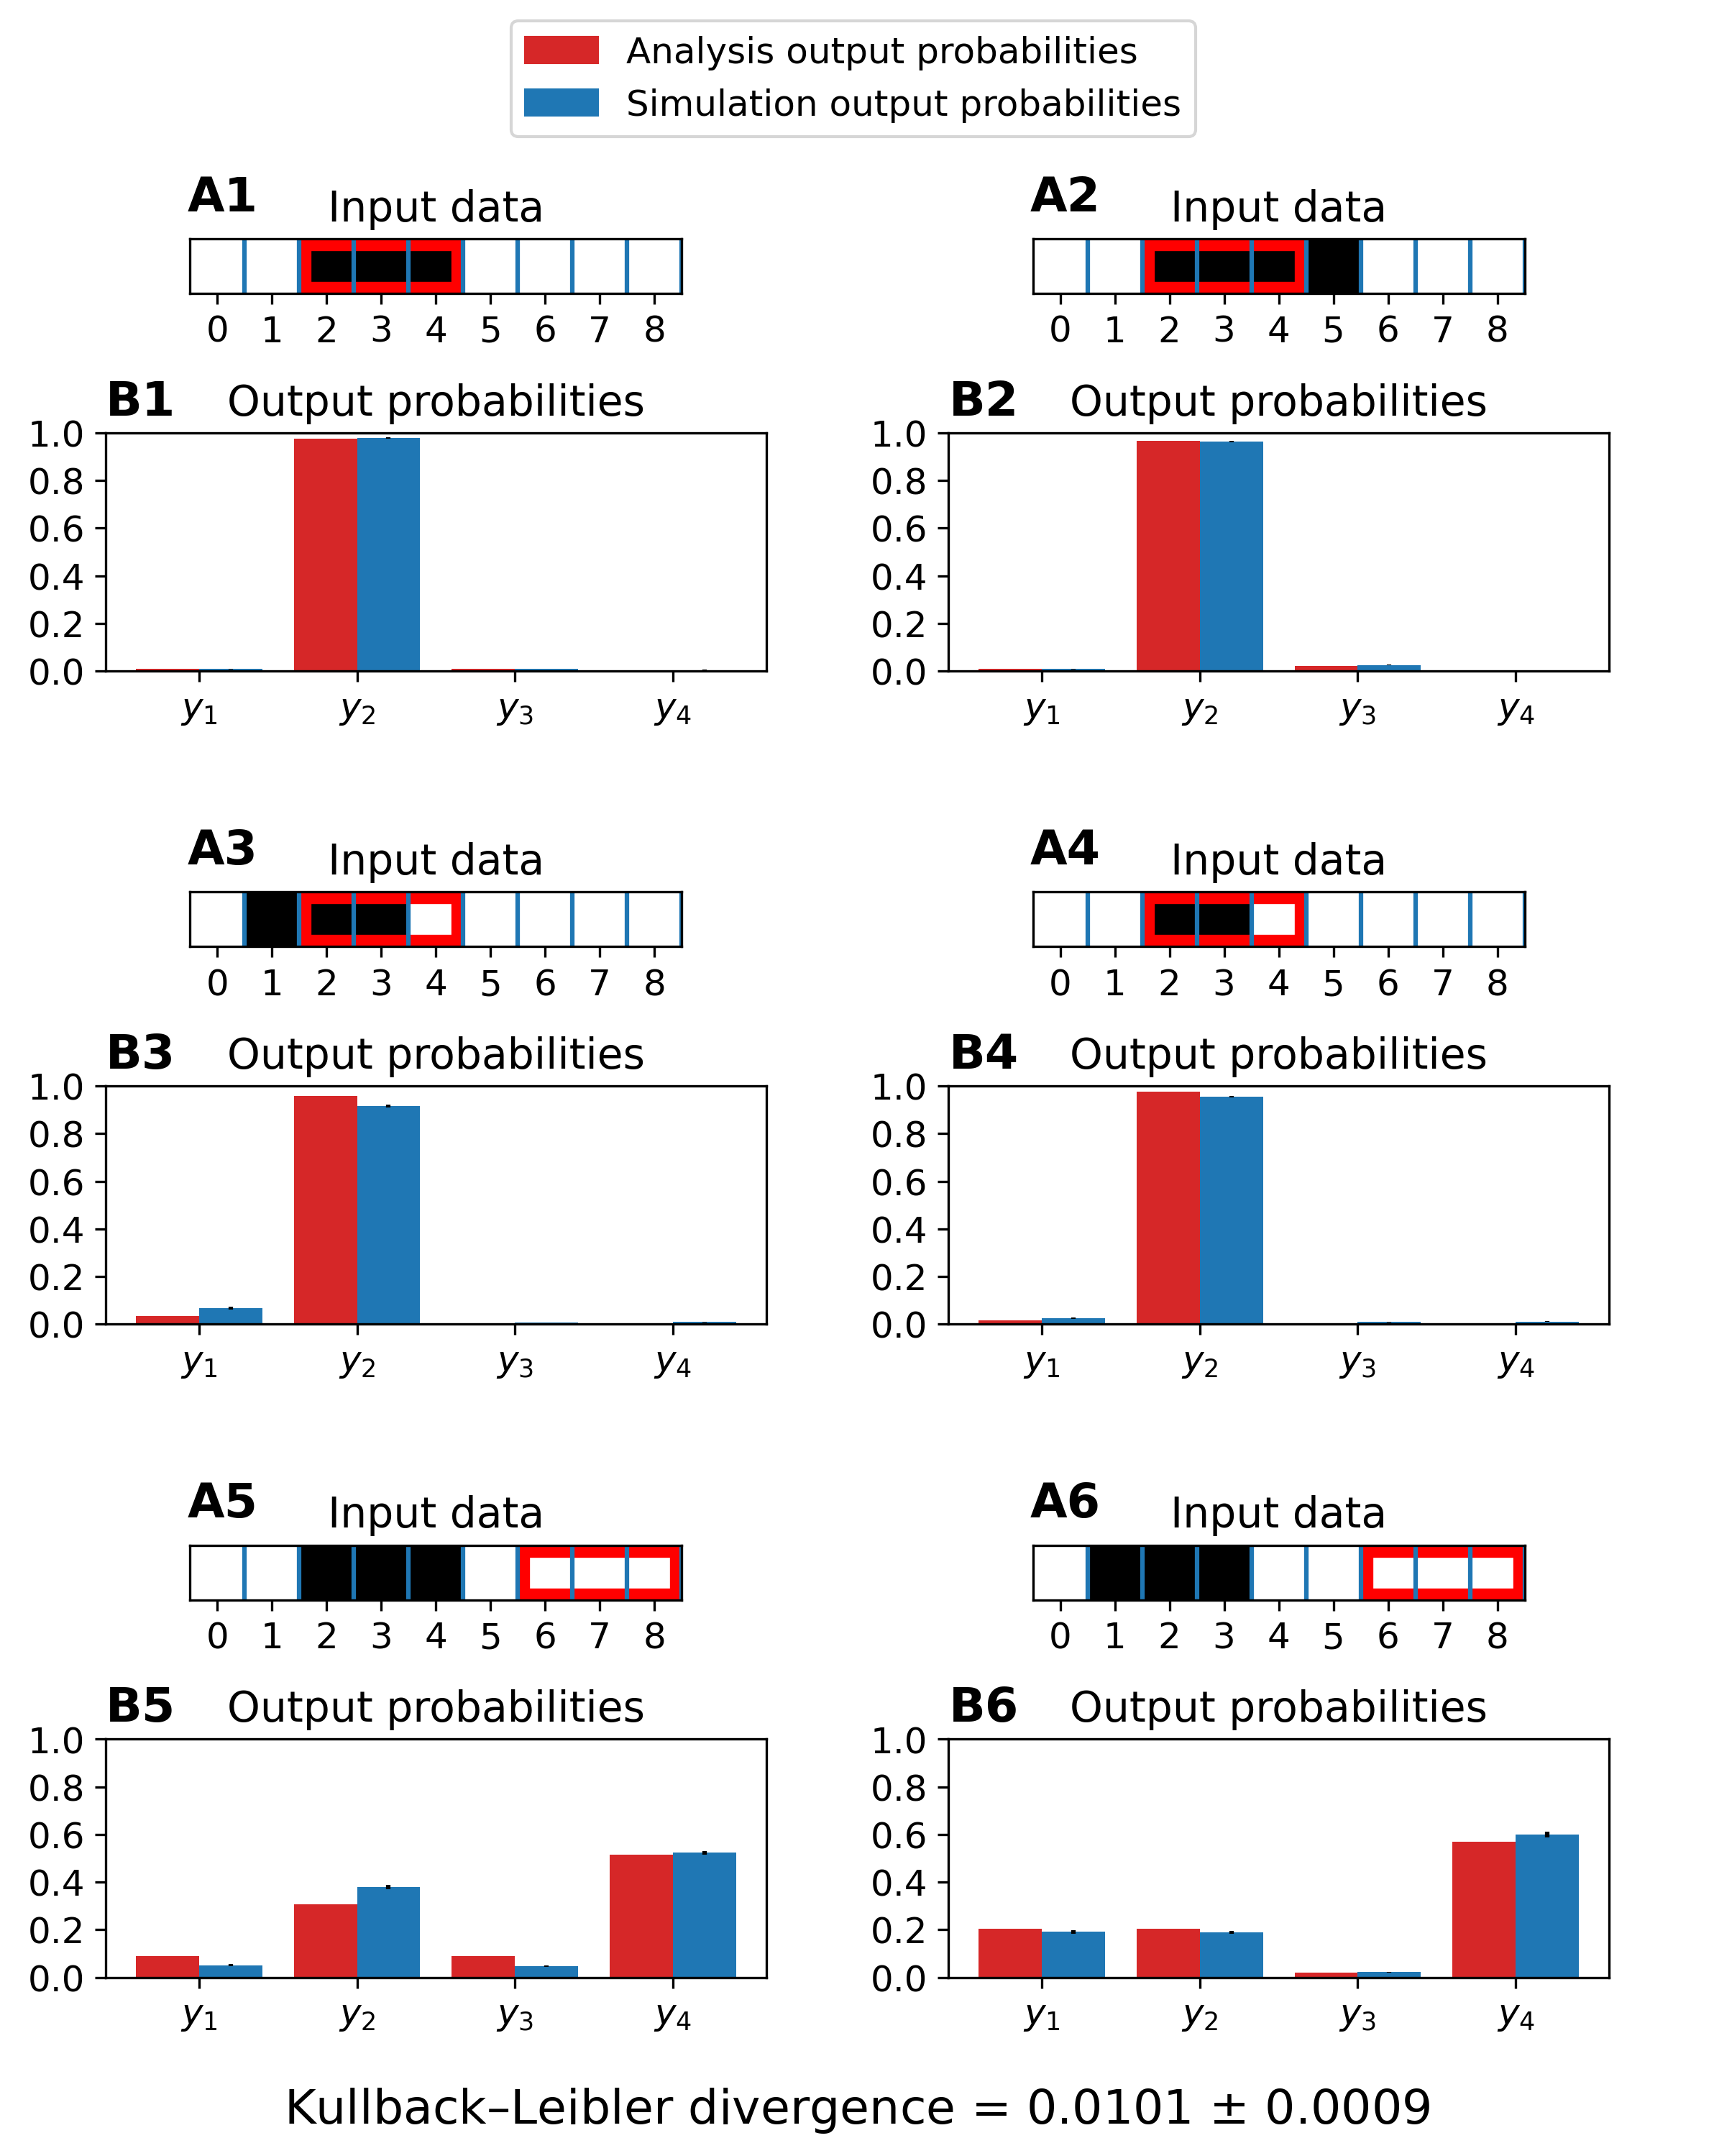 Analysis output probabilities
Simulation output probabilities
A1 Input data
0 1 2 3 4 5 6 7 8
A2 Input data
0 1 2 3 4 5 6 7 8
B1 Output probabilities
1.0
0.8
0.6
0.4
0.2
0.0
y1 y2 y3 y4
B2 Output probabilities
1.0
0.8
0.6
0.4
0.2
0.0
y1 y2 y3 y4
A3 Input data
0 1 2 3 4 5 6 7 8
A4 Input data
0 1 2 3 4 5 6 7 8
B3 Output probabilities
1.0
0.8
0.6
0.4
0.2
0.0
y1 y2 y3 y4
B4 Output probabilities
1.0
0.8
0.6
0.4
0.2
0.0
y1 y2 y3 y4
A5 Input data
0 1 2 3 4 5 6 7 8
A6 Input data
0 1 2 3 4 5 6 7 8
B5 Output probabilities
1.0
0.8
0.6
0.4
0.2
0.0
y1 y2 y3 y4
B6 Output probabilities
1.0
0.8
0.6
0.4
0.2
0.0
y1 y2 y3 y4
Kullback–Leibler divergence = 0.0101 ± 0.0009